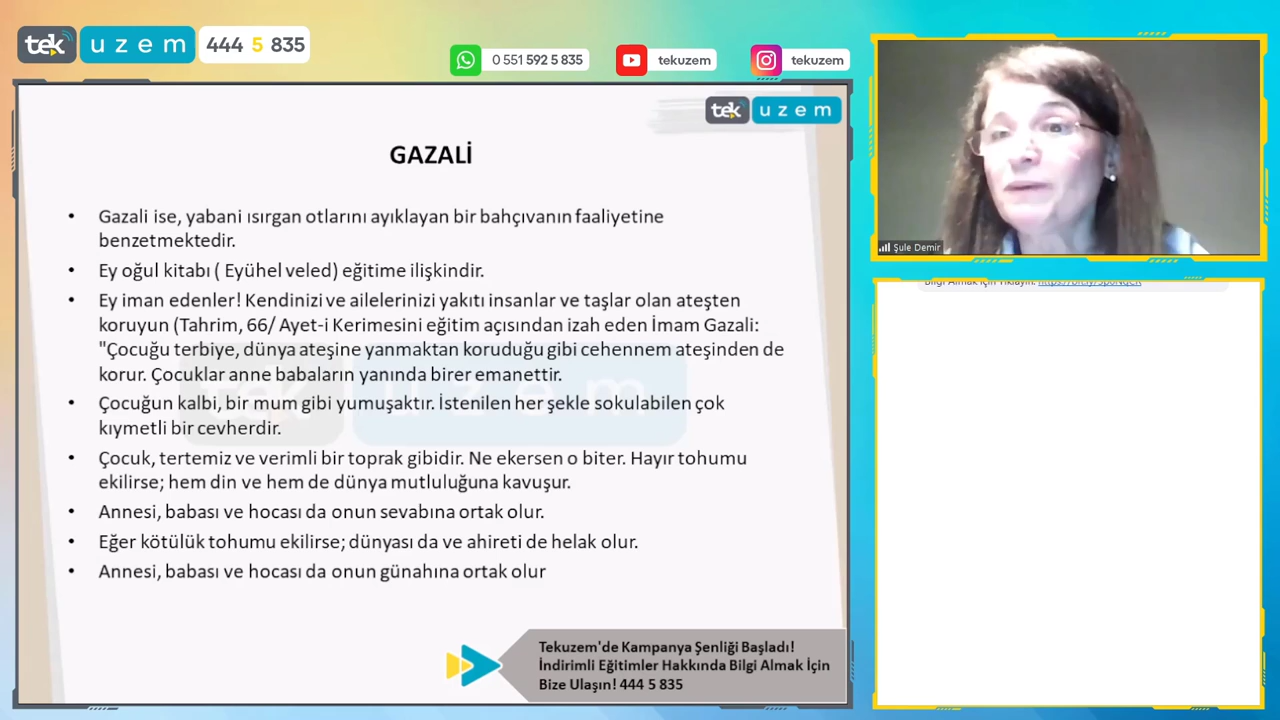 tek uzem 444 5 835
0 551 592 5 835
tekuzem
tekuzem
tek uzem
GAZALİ
• Gazali ise, yabani ısırgan otlarını ayıklayan bir bahçıvanın faaliyetine
benzetmektedir.
• Ey oğul kitabı ( Eyühel veled) eğitime ilişkindir.
• Ey iman edenler! Kendinizi ve ailelerinizi yakıtı insanlar ve taşlar olan ateşten
koruyun (Tahrim, 66/ Ayet-i Kerimesini eğitim açısından izah eden İmam Gazali:
"Çocuğu terbiye, dünya ateşine yanmaktan koruduğu gibi cehennem ateşinden de
korur. Çocuklar anne babaların yanında birer emanettir.
• Çocuğun kalbi, bir mum gibi yumuşaktır. İstenilen her şekle sokulabilen çok
kıymetli bir cevherdir.
• Çocuk, tertemiz ve verimli bir toprak gibidir. Ne ekersen o biter. Hayır tohumu
ekilirse; hem din ve hem de dünya mutluluğuna kavuşur.
• Annesi, babası ve hocası da onun sevabına ortak olur.
• Eğer kötülük tohumu ekilirse; dünyası da ve ahireti de helak olur.
• Annesi, babası ve hocası da onun günahına ortak olur
Tekuzem'de Kampanya Şenliği Başladı!
İndirimli Eğitimler Hakkında Bilgi Almak İçin
Bize Ulaşın! 444 5 835
Şule Demir
Bilgi Almak İçin Tıklayın: